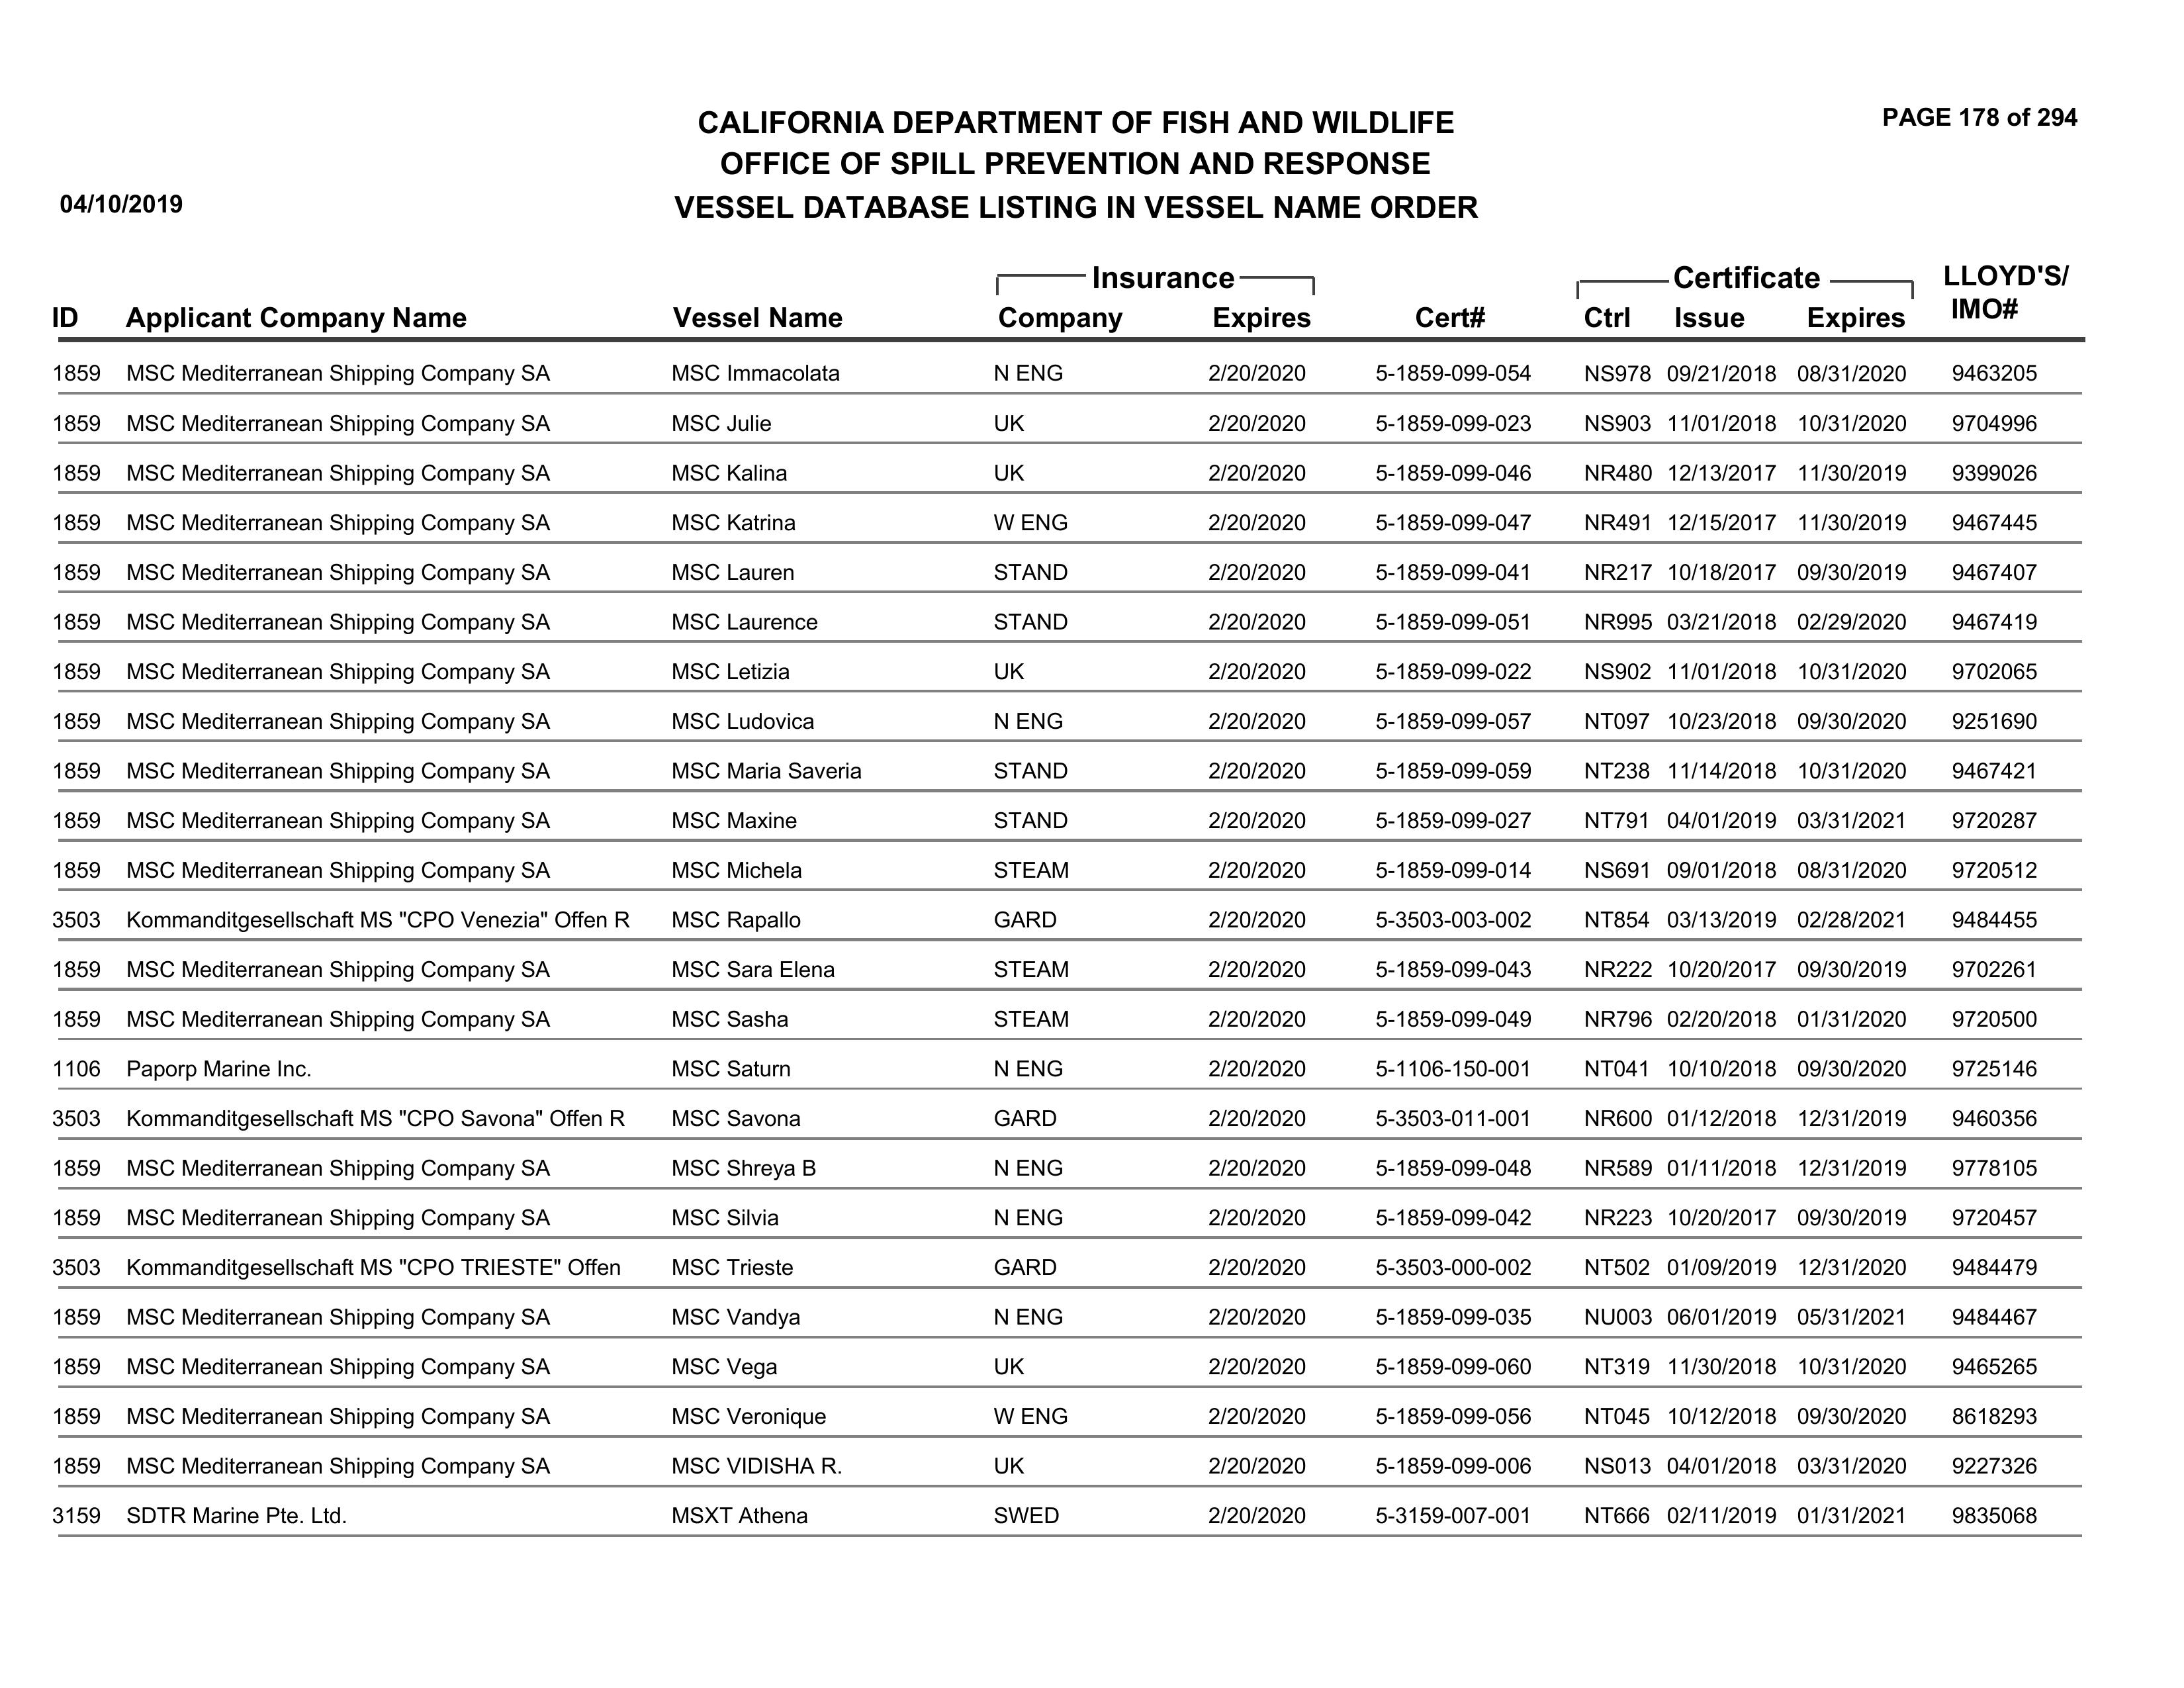 CALIFORNIA DEPARTMENT OF FISH AND WILDLIFE
PAGE 178 of 294
OFFICE OF SPILL PREVENTION AND RESPONSE
04/10/2019
VESSEL DATABASE LISTING IN VESSEL NAME ORDER
Insurance Certificate LLOYD'S/
ID Applicant Company Name Vessel Name Company Expires Cert# Ctrl Issue Expires IMO#
1859 MSC Mediterranean Shipping Company SA MSC Immacolata N ENG 2/20/2020 5-1859-099-054 NS978 09/21/2018 08/31/2020 9463205
1859 MSC Mediterranean Shipping Company SA MSC Julie UK 2/20/2020 5-1859-099-023 NS903 11/01/2018 10/31/2020 9704996
1859 MSC Mediterranean Shipping Company SA MSC Kalina UK 2/20/2020 5-1859-099-046 NR480 12/13/2017 11/30/2019 9399026
1859 MSC Mediterranean Shipping Company SA MSC Katrina W ENG 2/20/2020 5-1859-099-047 NR491 12/15/2017 11/30/2019 9467445
1859 MSC Mediterranean Shipping Company SA MSC Lauren STAND 2/20/2020 5-1859-099-041 NR217 10/18/2017 09/30/2019 9467407
1859 MSC Mediterranean Shipping Company SA MSC Laurence STAND 2/20/2020 5-1859-099-051 NR995 03/21/2018 02/29/2020 9467419
1859 MSC Mediterranean Shipping Company SA MSC Letizia UK 2/20/2020 5-1859-099-022 NS902 11/01/2018 10/31/2020 9702065
1859 MSC Mediterranean Shipping Company SA MSC Ludovica N ENG 2/20/2020 5-1859-099-057 NT097 10/23/2018 09/30/2020 9251690
1859 MSC Mediterranean Shipping Company SA MSC Maria Saveria STAND 2/20/2020 5-1859-099-059 NT238 11/14/2018 10/31/2020 9467421
1859 MSC Mediterranean Shipping Company SA MSC Maxine STAND 2/20/2020 5-1859-099-027 NT791 04/01/2019 03/31/2021 9720287
1859 MSC Mediterranean Shipping Company SA MSC Michela STEAM 2/20/2020 5-1859-099-014 NS691 09/01/2018 08/31/2020 9720512
3503 Kommanditgesellschaft MS "CPO Venezia" Offen R MSC Rapallo GARD 2/20/2020 5-3503-003-002 NT854 03/13/2019 02/28/2021 9484455
1859 MSC Mediterranean Shipping Company SA MSC Sara Elena STEAM 2/20/2020 5-1859-099-043 NR222 10/20/2017 09/30/2019 9702261
1859 MSC Mediterranean Shipping Company SA MSC Sasha STEAM 2/20/2020 5-1859-099-049 NR796 02/20/2018 01/31/2020 9720500
1106 Paporp Marine Inc. MSC Saturn N ENG 2/20/2020 5-1106-150-001 NT041 10/10/2018 09/30/2020 9725146
3503 Kommanditgesellschaft MS "CPO Savona" Offen R MSC Savona GARD 2/20/2020 5-3503-011-001 NR600 01/12/2018 12/31/2019 9460356
1859 MSC Mediterranean Shipping Company SA MSC Shreya B N ENG 2/20/2020 5-1859-099-048 NR589 01/11/2018 12/31/2019 9778105
1859 MSC Mediterranean Shipping Company SA MSC Silvia N ENG 2/20/2020 5-1859-099-042 NR223 10/20/2017 09/30/2019 9720457
3503 Kommanditgesellschaft MS "CPO TRIESTE" Offen MSC Trieste GARD 2/20/2020 5-3503-000-002 NT502 01/09/2019 12/31/2020 9484479
1859 MSC Mediterranean Shipping Company SA MSC Vandya N ENG 2/20/2020 5-1859-099-035 NU003 06/01/2019 05/31/2021 9484467
1859 MSC Mediterranean Shipping Company SA MSC Vega UK 2/20/2020 5-1859-099-060 NT319 11/30/2018 10/31/2020 9465265
1859 MSC Mediterranean Shipping Company SA MSC Veronique W ENG 2/20/2020 5-1859-099-056 NT045 10/12/2018 09/30/2020 8618293
1859 MSC Mediterranean Shipping Company SA MSC VIDISHA R. UK 2/20/2020 5-1859-099-006 NS013 04/01/2018 03/31/2020 9227326
3159 SDTR Marine Pte. Ltd. MSXT Athena SWED 2/20/2020 5-3159-007-001 NT666 02/11/2019 01/31/2021 9835068